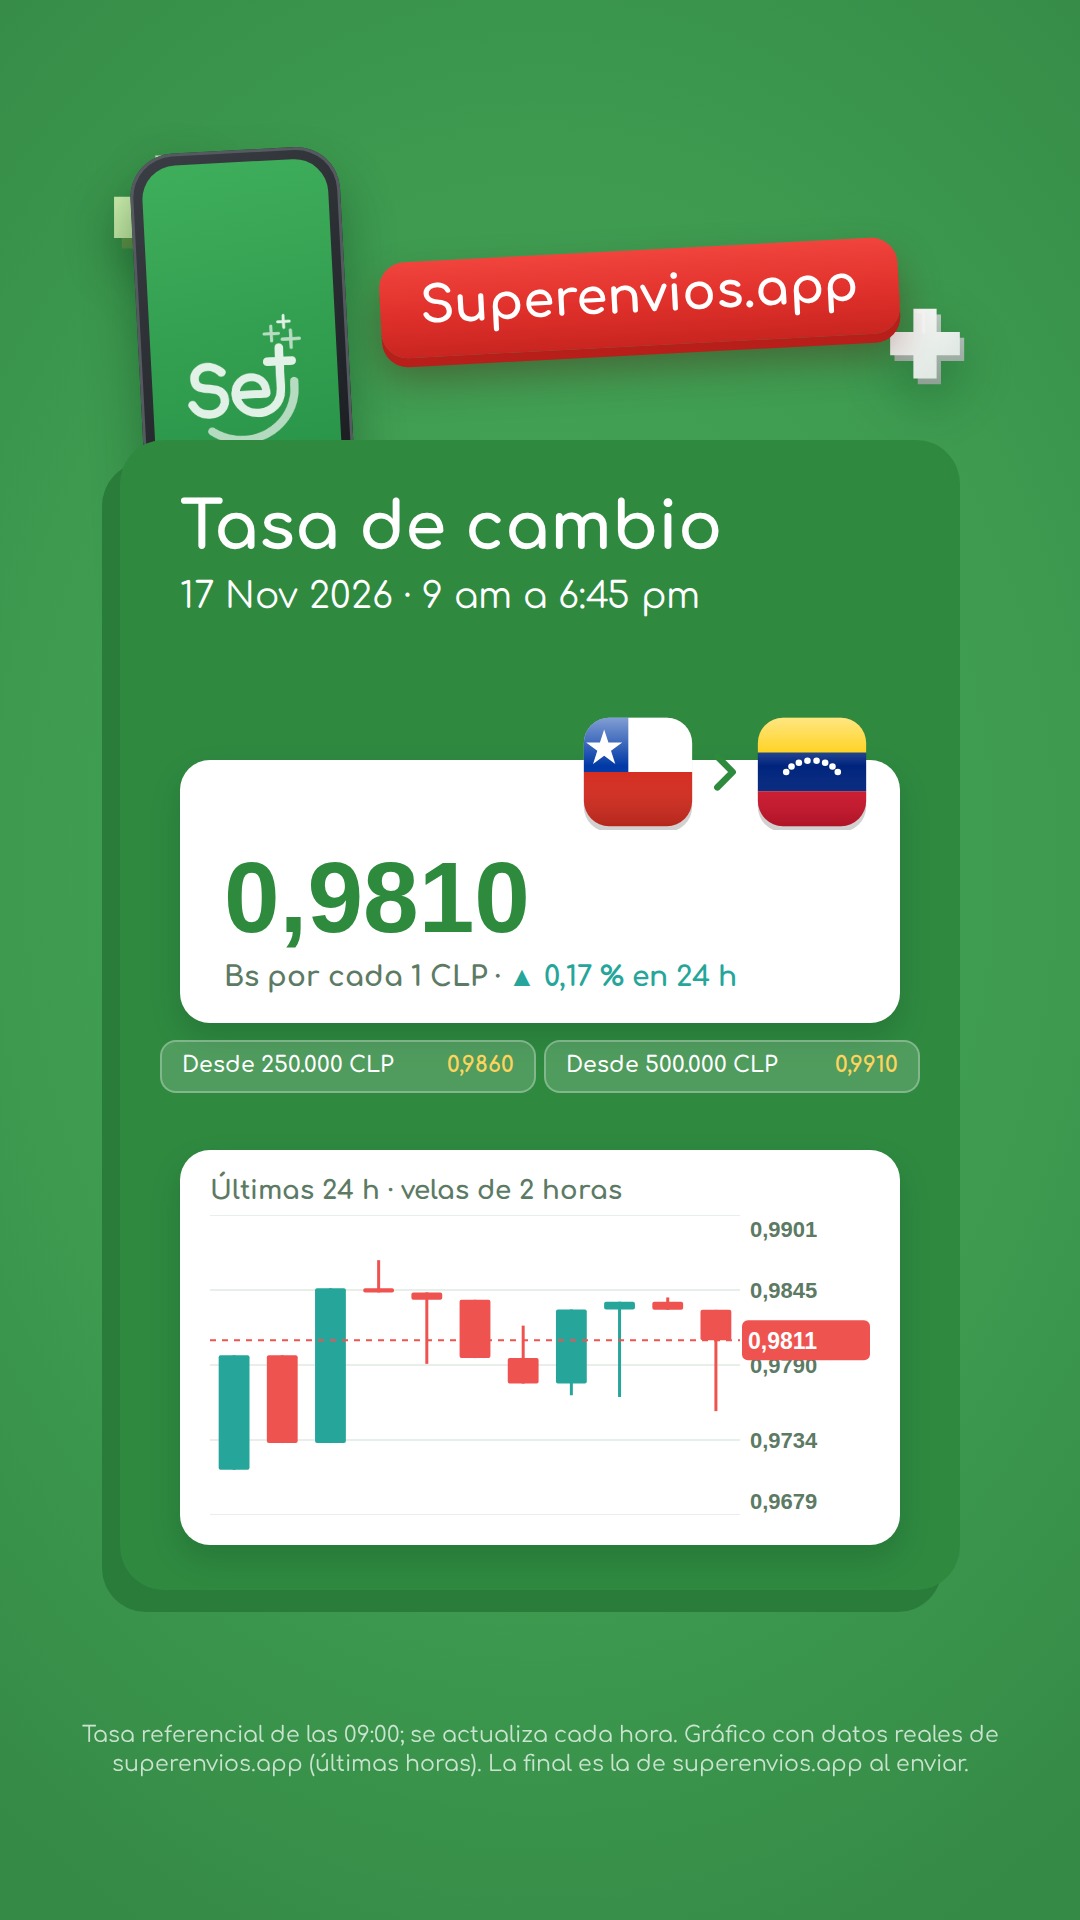 Set
Superenvios.app
Tasa de cambio
17 Nov 2026 · 9 am a 6:45 pm
0,9810
Bs por cada 1 CLP · ▲ 0,17 % en 24 h
Desde 250.000 CLP 0,9860
Desde 500.000 CLP 0,9910
Últimas 24 h · velas de 2 horas
0,9901
0,9845
0,9811
0,9790
0,9734
0,9679
Tasa referencial de las 09:00; se actualiza cada hora. Gráfico con datos reales de
superenvios.app (últimas horas). La final es la de superenvios.app al enviar.